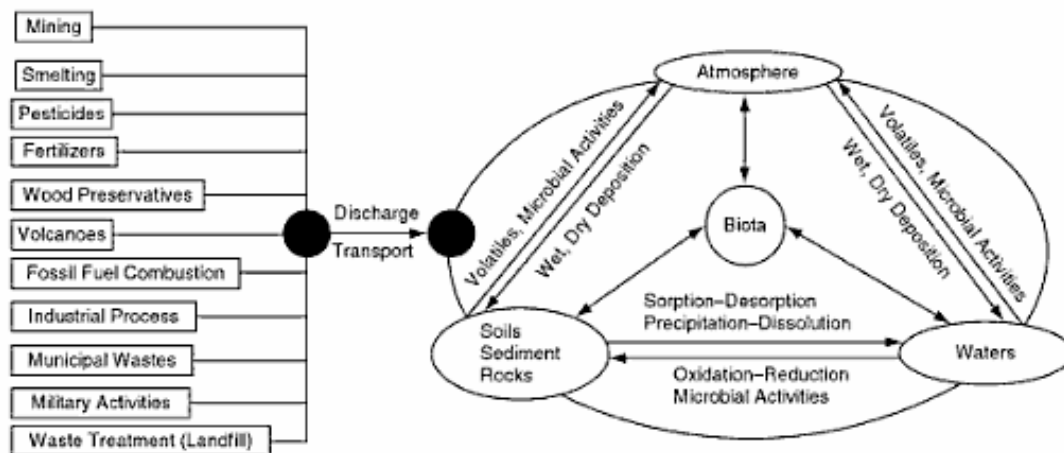 Mining
Smelting
Pesticides
Fertilizers
Wood Preservatives
Volcanoes
Fossil Fuel Combustion
Industrial Process
Municipal Wastes
Military Activities
Waste Treatment (Landfill)
Discharge
Transport
Atmosphere
Volatiles, Microbial Activities
Wet, Dry Deposition
Volatiles, Microbial Activities
Wet, Dry Deposition
Biota
Sorption–Desorption
Precipitation–Dissolution
Soils
Sediment
Rocks
Waters
Oxidation–Reduction
Microbial Activities